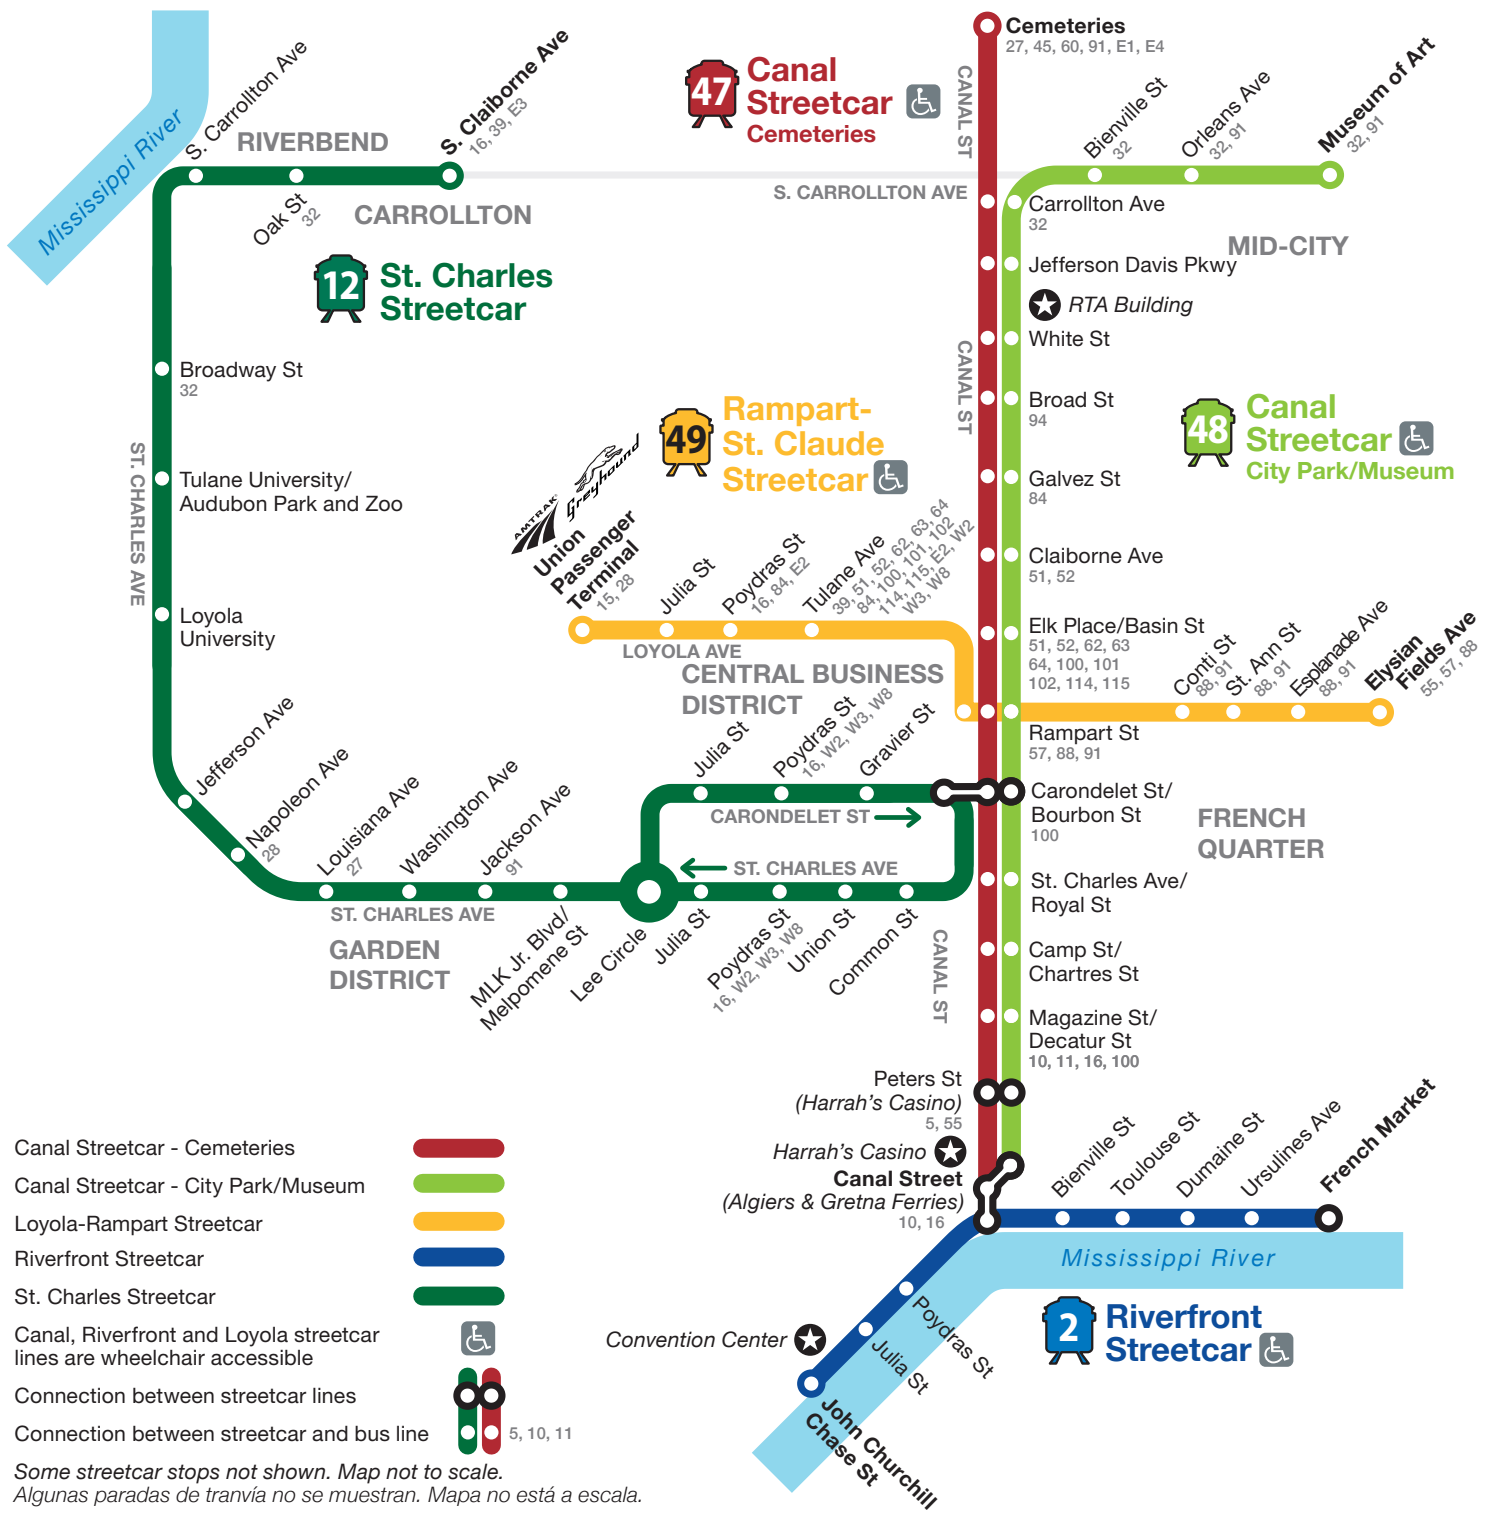 Cemeteries
27, 45, 60, 91, E1, E4
47
Canal
Streetcar
Cemeteries
CANAL ST
Mississippi River
S. Carrollton Ave
RIVERBEND
S. Claiborne Ave
16, 39, E3
Oak St
32
CARROLLTON
S. CARROLLTON AVE
Bienville St
32
Orleans Ave
32, 91
Museum of Art
32, 91
Carrollton Ave
32
MID-CITY
Jefferson Davis Pkwy
RTA Building
White St
12
St. Charles
Streetcar
Broadway St
32
ST. CHARLES AVE
Tulane University/
Audubon Park and Zoo
Loyola
University
CANAL ST
Broad St
94
48
Canal
Streetcar
City Park/Museum
49
Rampart-
St. Claude
Streetcar
Galvez St
84
AMTRAK
Greyhound
Union
Passenger
Terminal
15, 28
Julia St
Poydras St
16, 84, E2
Tulane Ave
39, 51, 52, 62, 63, 64
84, 100, 101, 102
114, 115, E2, W2
W3, W8
Claiborne Ave
51, 52
LOYOLA AVE
CENTRAL BUSINESS
DISTRICT
Elk Place/Basin St
51, 52, 62, 63
64, 100, 101
102, 114, 115
Conti St
88, 91
St. Ann St
88, 91
Esplanade Ave
88, 91
Elysian
Fields Ave
55, 57, 88
Rampart St
57, 88, 91
Jefferson Ave
Napoleon Ave
28
Louisiana Ave
27
Washington Ave
Jackson Ave
91
Julia St
Poydras St
16, W2, W3, W8
Gravier St
CARONDELET ST
Carondelet St/
Bourbon St
100
FRENCH
QUARTER
ST. CHARLES AVE
ST. CHARLES AVE
GARDEN
DISTRICT
MLK Jr. Blvd/
Melpomene St
Lee Circle
Julia St
Poydras St
16, W2, W3, W8
Union St
Common St
CANAL ST
St. Charles Ave/
Royal St
Camp St/
Chartres St
Magazine St/
Decatur St
10, 11, 16, 100
Peters St
(Harrah's Casino)
5, 55
Harrah's Casino
Canal Street
(Algiers & Gretna Ferries)
10, 16
Bienville St
Toulouse St
Dumaine St
Ursulines Ave
French Market
Mississippi River
Poydras St
Julia St
Convention Center
John Churchill
Chase St
2
Riverfront
Streetcar
Canal Streetcar - Cemeteries
Canal Streetcar - City Park/Museum
Loyola-Rampart Streetcar
Riverfront Streetcar
St. Charles Streetcar
Canal, Riverfront and Loyola streetcar
lines are wheelchair accessible
Connection between streetcar lines
Connection between streetcar and bus line
5, 10, 11
Some streetcar stops not shown. Map not to scale.
Algunas paradas de tranvía no se muestran. Mapa no está a escala.